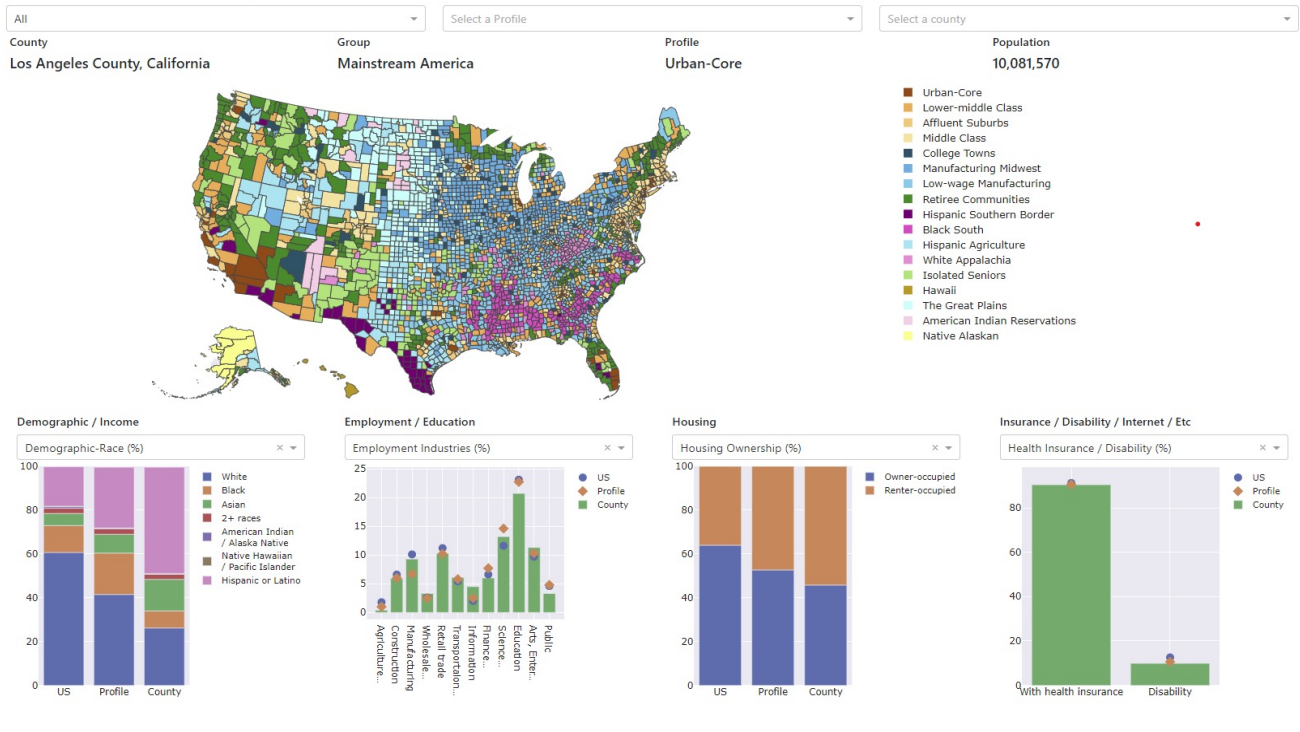 All
Select a Profile
Select a county
County
Group
Profile
Population
Los Angeles County, California
Mainstream America
Urban-Core
10,081,570
Urban-Core
Lower-middle Class
Affluent Suburbs
Middle Class
College Towns
Manufacturing Midwest
Low-wage Manufacturing
Retiree Communities
Hispanic Southern Border
Black South
Hispanic Agriculture
White Appalachia
Isolated Seniors
Hawaii
The Great Plains
American Indian Reservations
Native Alaskan
Demographic / Income
Demographic-Race (%)
100
80
60
40
20
0
US
Profile
County
White
Black
Asian
2+ races
American Indian
/ Alaska Native
Native Hawaiian
/ Pacific Islander
Hispanic or Latino
Employment / Education
Employment Industries (%)
25
20
15
10
5
0
Agriculture...
Construction
Manufacturing
Wholesale...
Retail trade
Transportaion...
Information
Finance...
Science...
Education
Arts, Enter...
Public
US
Profile
County
Housing
Housing Ownership (%)
100
80
60
40
20
0
US
Profile
County
Owner-occupied
Renter-occupied
Insurance / Disability / Internet / Etc
Health Insurance / Disability (%)
80
60
40
20
0
With health insurance
Disability
US
Profile
County